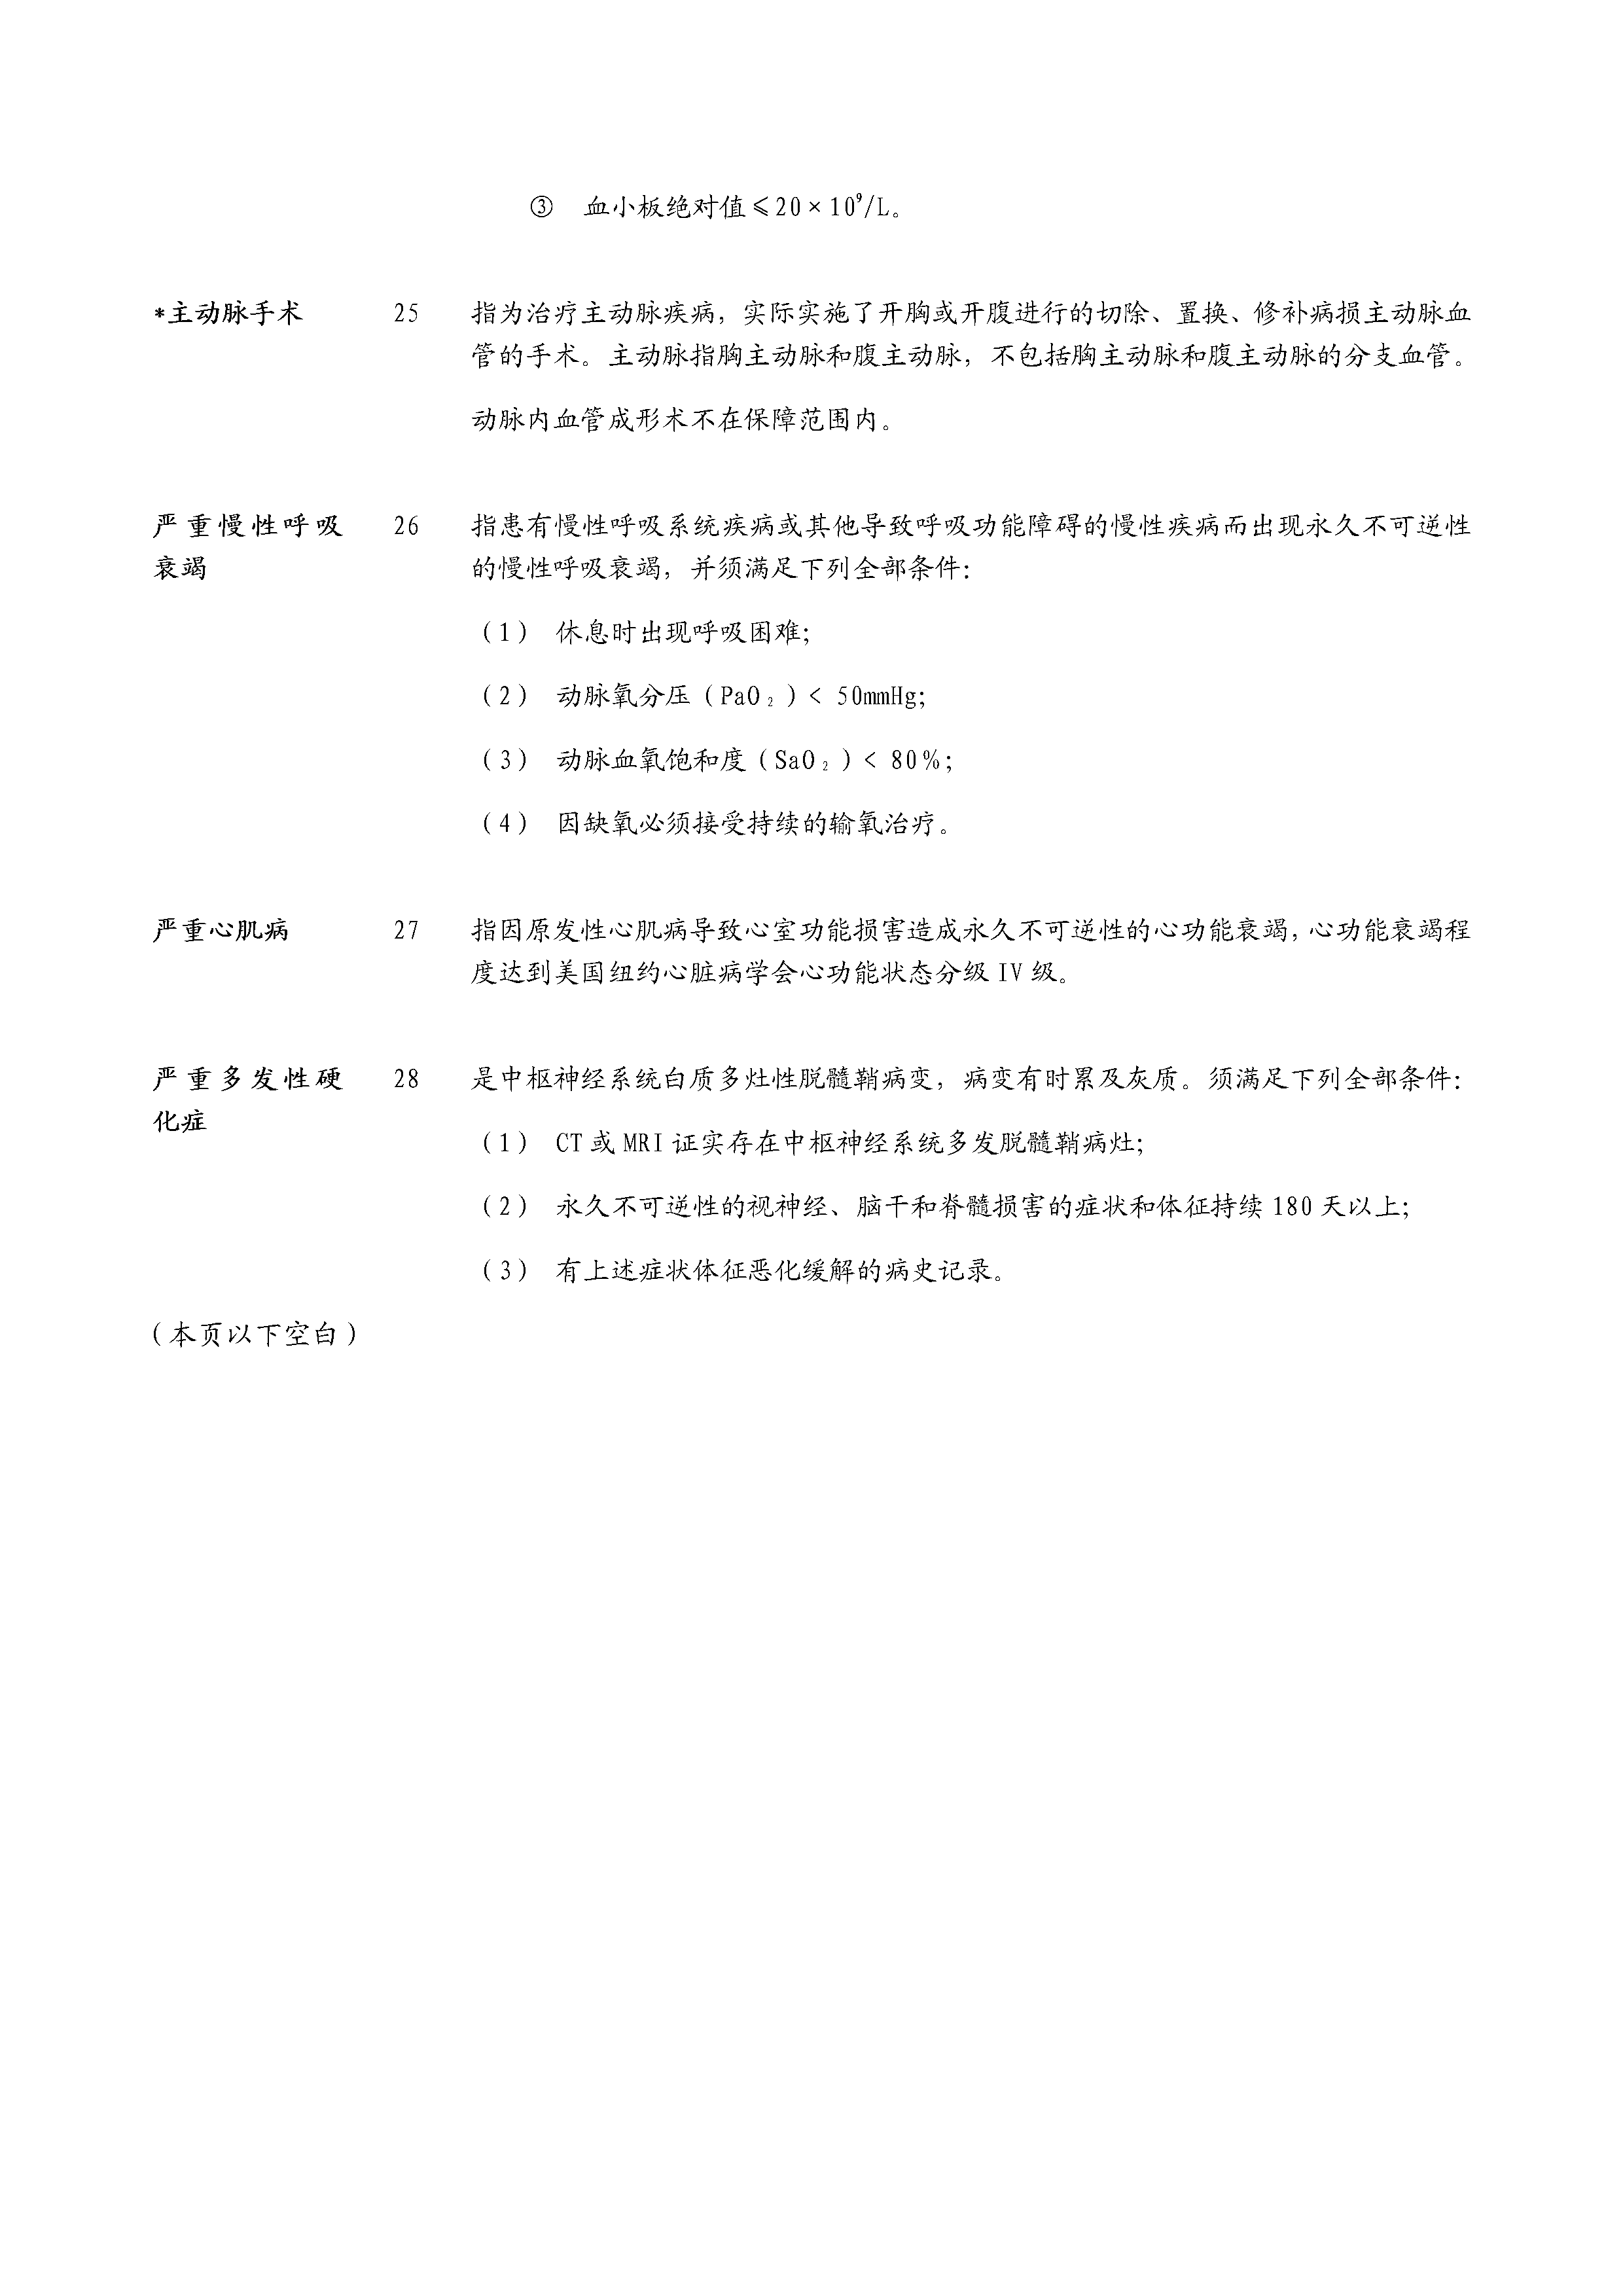 ③ 血小板绝对值≤20×10⁹/L。
*主动脉手术 25 指为治疗主动脉疾病，实际实施了开胸或开腹进行的切除、置换、修补病损主动脉血
管的手术。主动脉指胸主动脉和腹主动脉，不包括胸主动脉和腹主动脉的分支血管。
动脉内血管成形术不在保障范围内。
严重慢性呼吸 26 指患有慢性呼吸系统疾病或其他导致呼吸功能障碍的慢性疾病而出现永久不可逆性
衰竭 的慢性呼吸衰竭，并须满足下列全部条件：
（1） 休息时出现呼吸困难；
（2） 动脉氧分压（PaO₂）< 50mmHg；
（3） 动脉血氧饱和度（SaO₂）< 80%；
（4） 因缺氧必须接受持续的输氧治疗。
严重心肌病 27 指因原发性心肌病导致心室功能损害造成永久不可逆性的心功能衰竭，心功能衰竭程
度达到美国纽约心脏病学会心功能状态分级 IV 级。
严重多发性硬 28 是中枢神经系统白质多灶性脱髓鞘病变，病变有时累及灰质。须满足下列全部条件：
化症
（1） CT 或 MRI 证实存在中枢神经系统多发脱髓鞘病灶；
（2） 永久不可逆性的视神经、脑干和脊髓损害的症状和体征持续 180 天以上；
（3） 有上述症状体征恶化缓解的病史记录。
（本页以下空白）